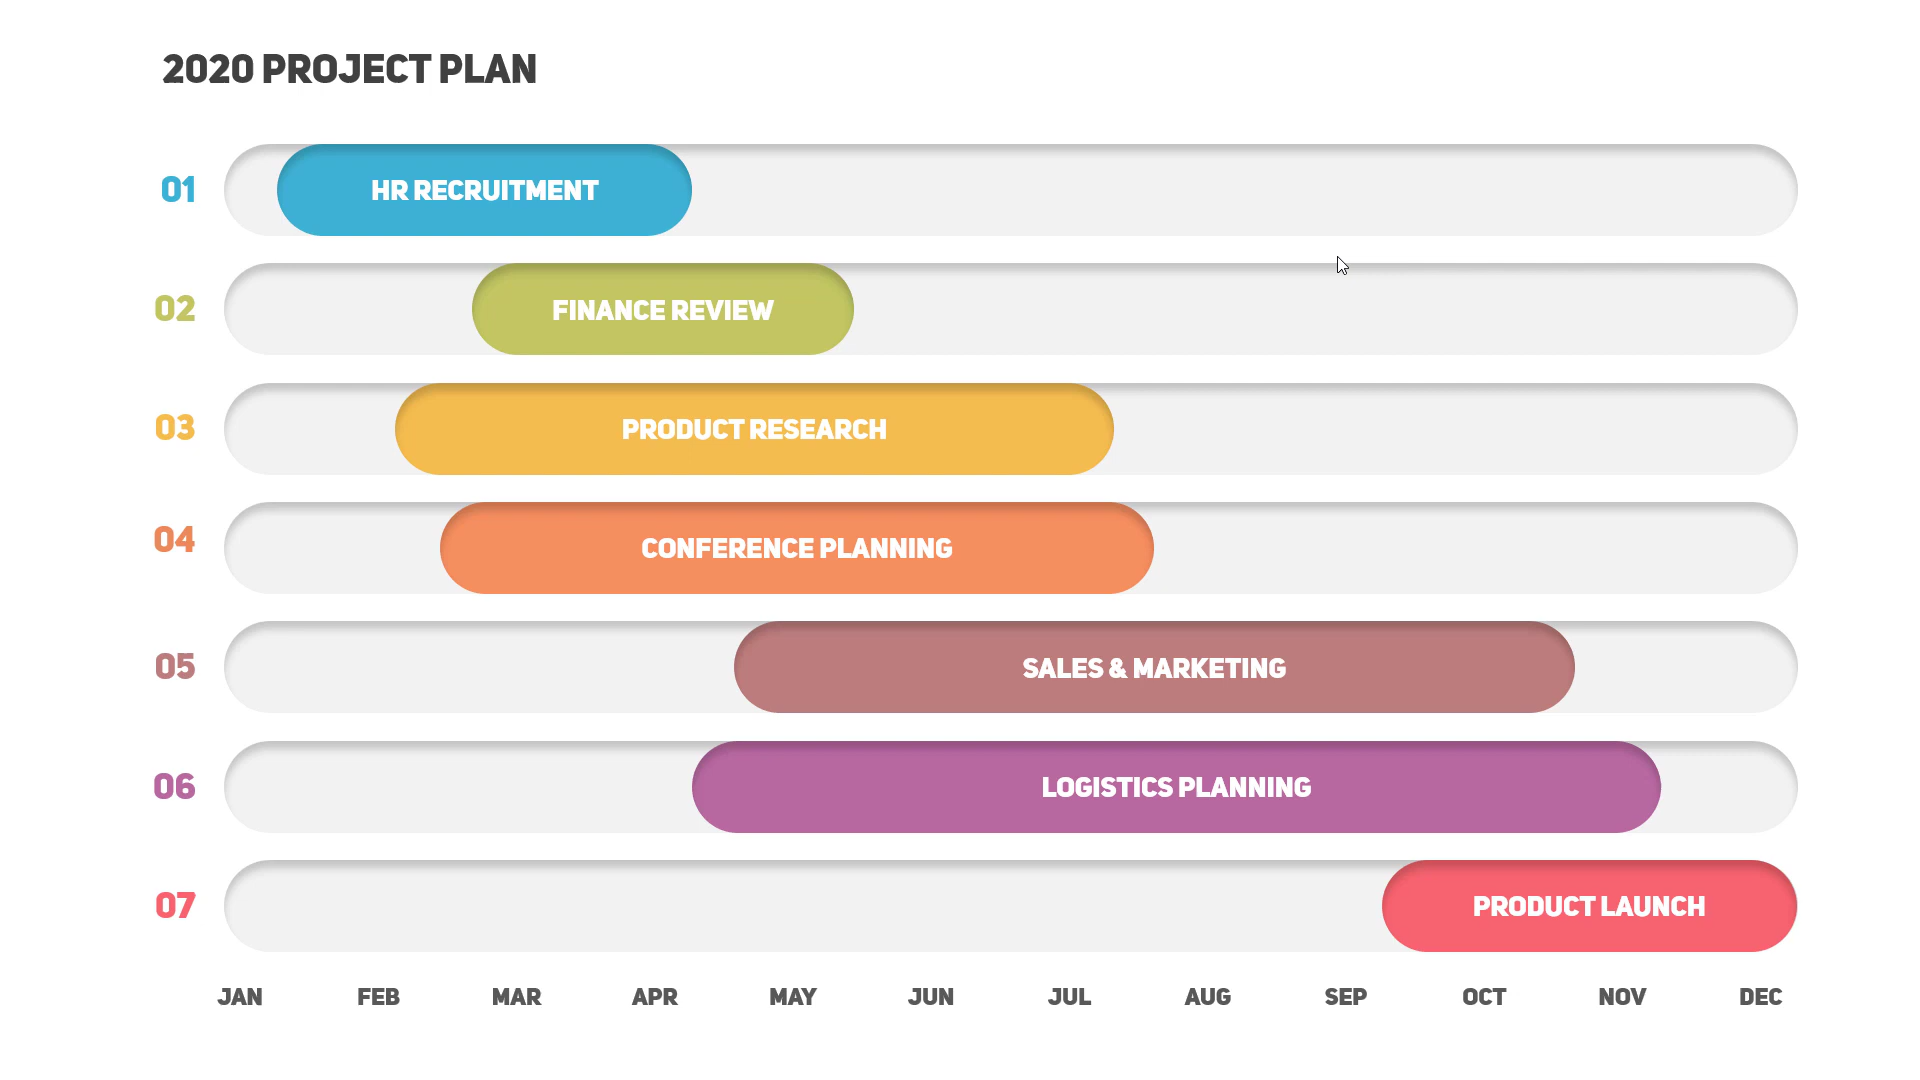 2020 PROJECT PLAN
01 HR RECRUITMENT
02 FINANCE REVIEW
03 PRODUCT RESEARCH
04 CONFERENCE PLANNING
05 SALES & MARKETING
06 LOGISTICS PLANNING
07 PRODUCT LAUNCH
JAN FEB MAR APR MAY JUN JUL AUG SEP OCT NOV DEC